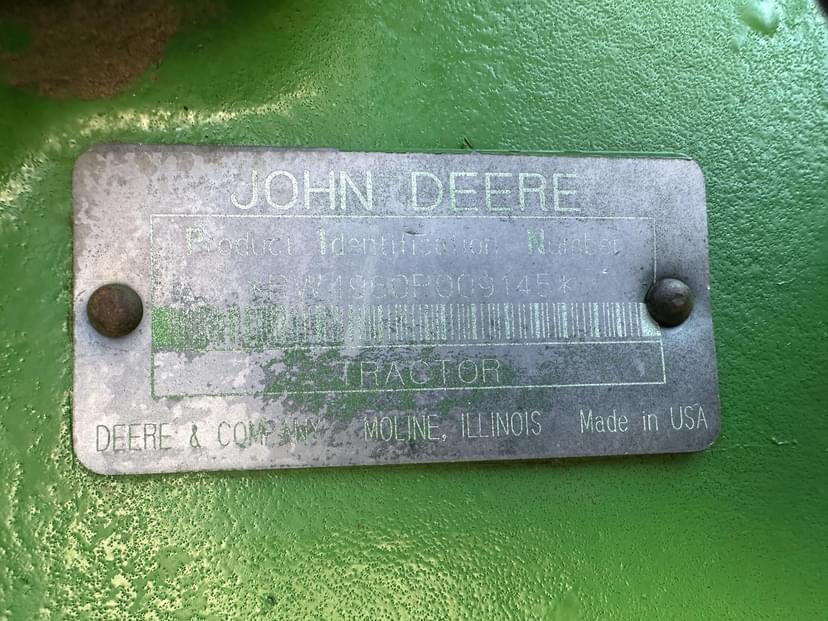 JOHN DEERE
Product Identification Number
*RW4960P009145*
TRACTOR
DEERE & COMPANY MOLINE, ILLINOIS Made in USA